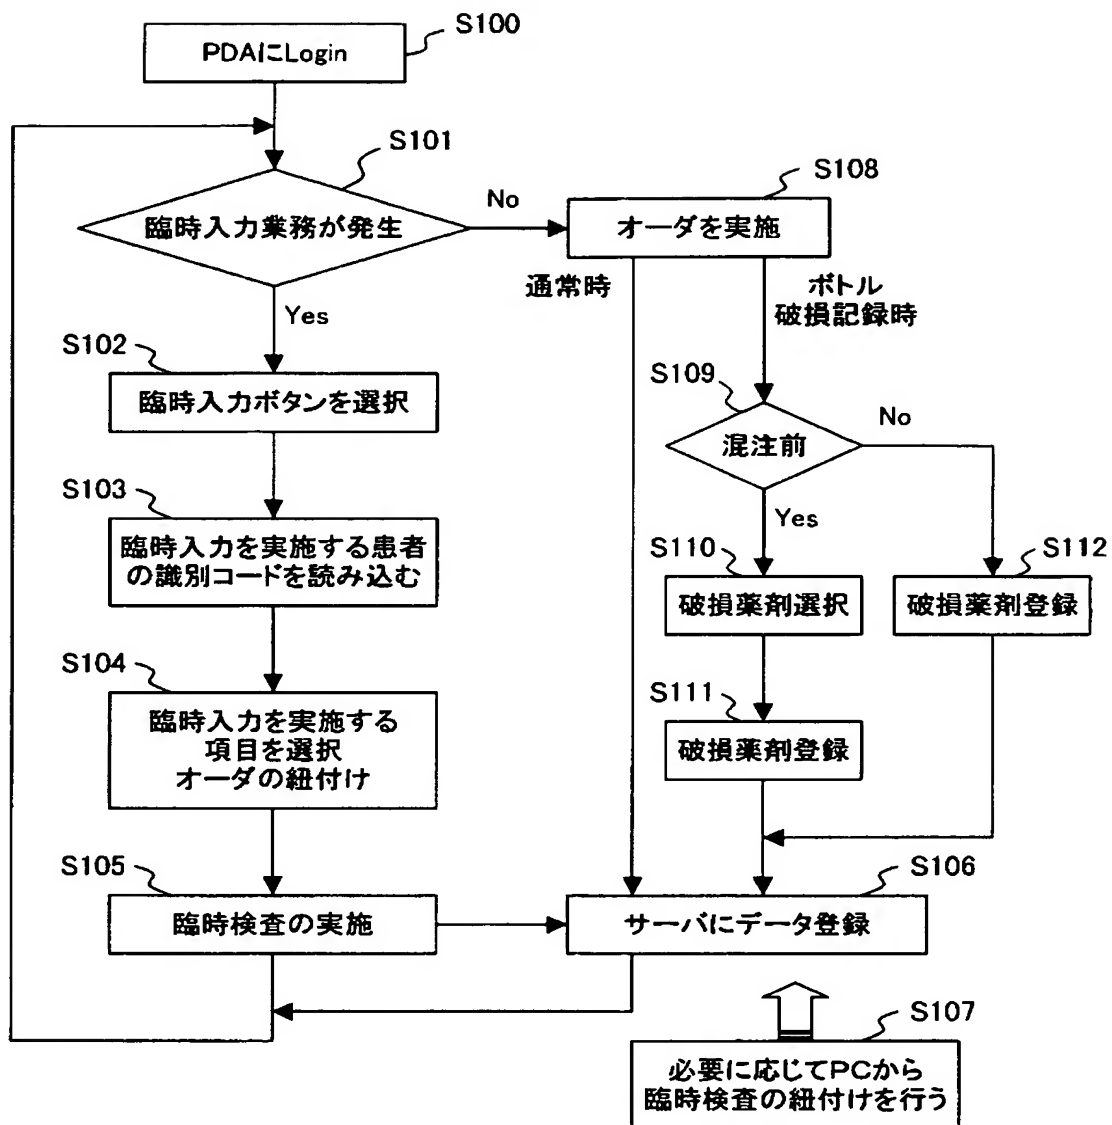 S100
PDAにLogin
S101
臨時入力業務が発生
No
S108
オーダを実施
通常時
ボトル
破損記録時
Yes
S102
臨時入力ボタンを選択
S109
混注前
No
Yes
S103
臨時入力を実施する患者
の識別コードを読み込む
S110
破損薬剤選択
S112
破損薬剤登録
S104
臨時入力を実施する
項目を選択
オーダの紐付け
S111
破損薬剤登録
S105
臨時検査の実施
S106
サーバにデータ登録
S107
必要に応じてPCから
臨時検査の紐付けを行う